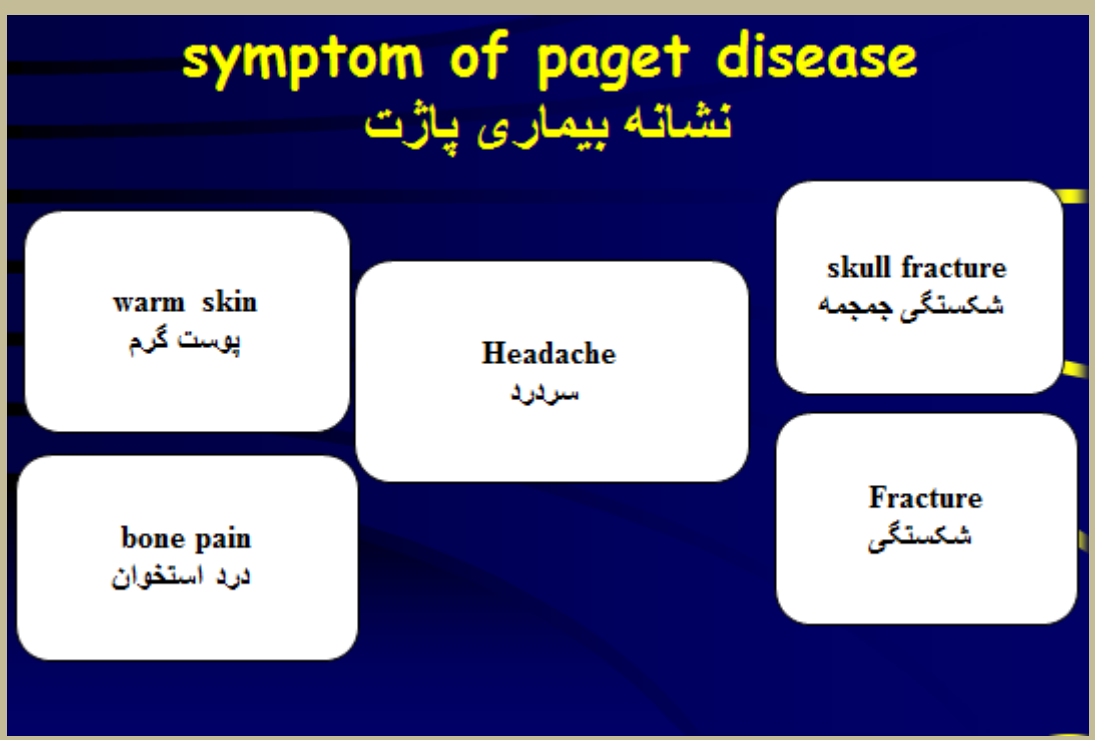 symptom of paget disease
نشانه بیماری پاژت
warm skin
پوست گرم
Headache
سردرد
skull fracture
شکستگی جمجمه
bone pain
درد استخوان
Fracture
شکستگی